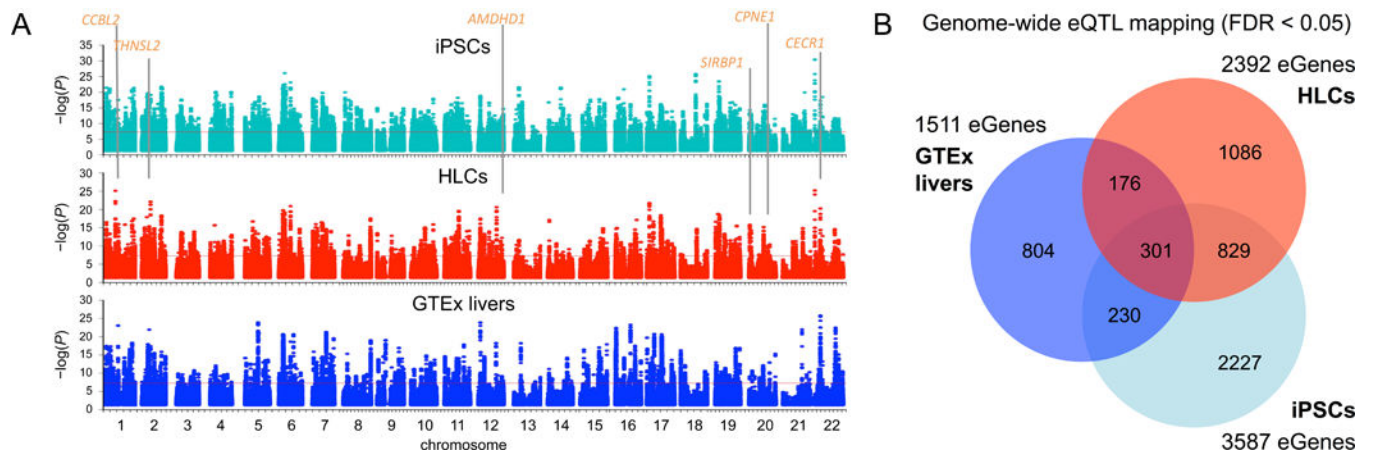 A
CCBL2
THNSL2
AMDHD1
SIRBP1
CPNE1
CECR1
iPSCs
−log(P)
35
30
25
20
15
10
5
0
HLCs
−log(P)
30
25
20
15
10
5
0
GTEx livers
−log(P)
30
25
20
15
10
5
0
1 2 3 4 5 6 7 8 9 10 11 12 13 14 15 16 17 18 19 20 21 22
chromosome
B Genome-wide eQTL mapping (FDR < 0.05)
2392 eGenes
HLCs
1511 eGenes
GTEx
livers
1086
176
804
301
829
230
2227
iPSCs
3587 eGenes